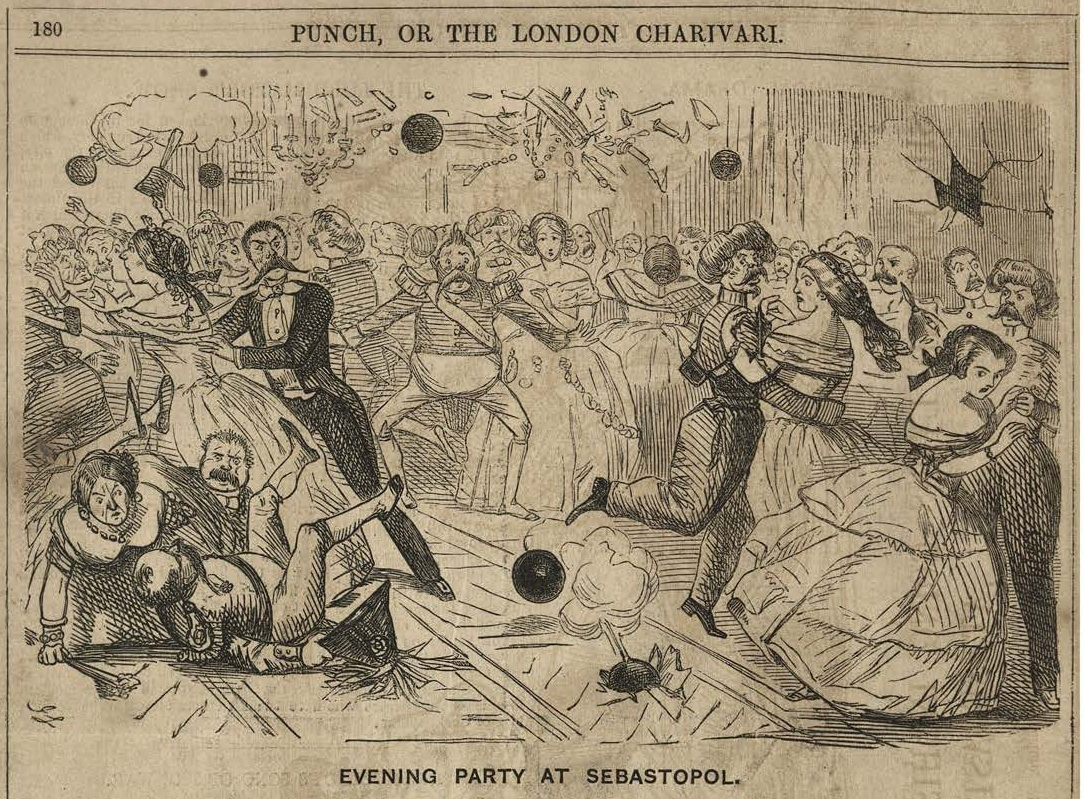 180
PUNCH, OR THE LONDON CHARIVARI.
EVENING PARTY AT SEBASTOPOL.